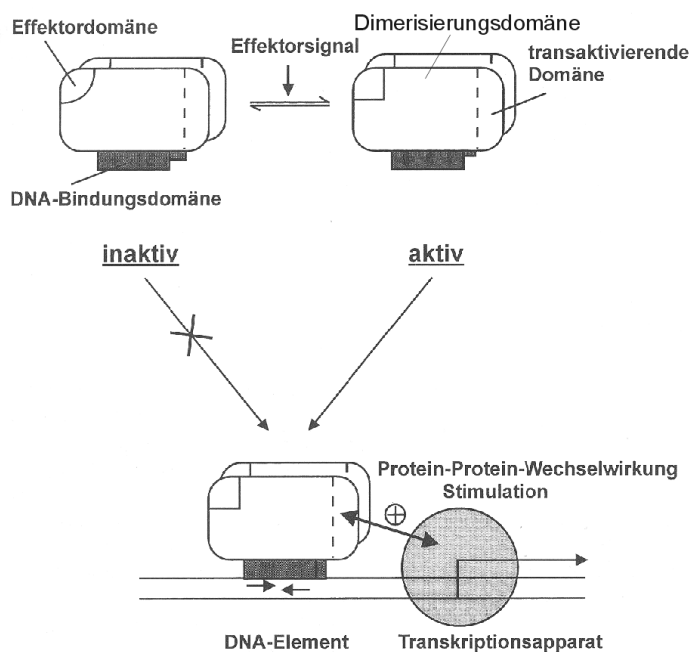 Effektordomäne
Effektorsignal
Dimerisierungsdomäne
transaktivierende
Domäne
DNA-Bindungsdomäne
inaktiv
aktiv
Protein-Protein-Wechselwirkung
Stimulation
DNA-Element
Transkriptionsapparat